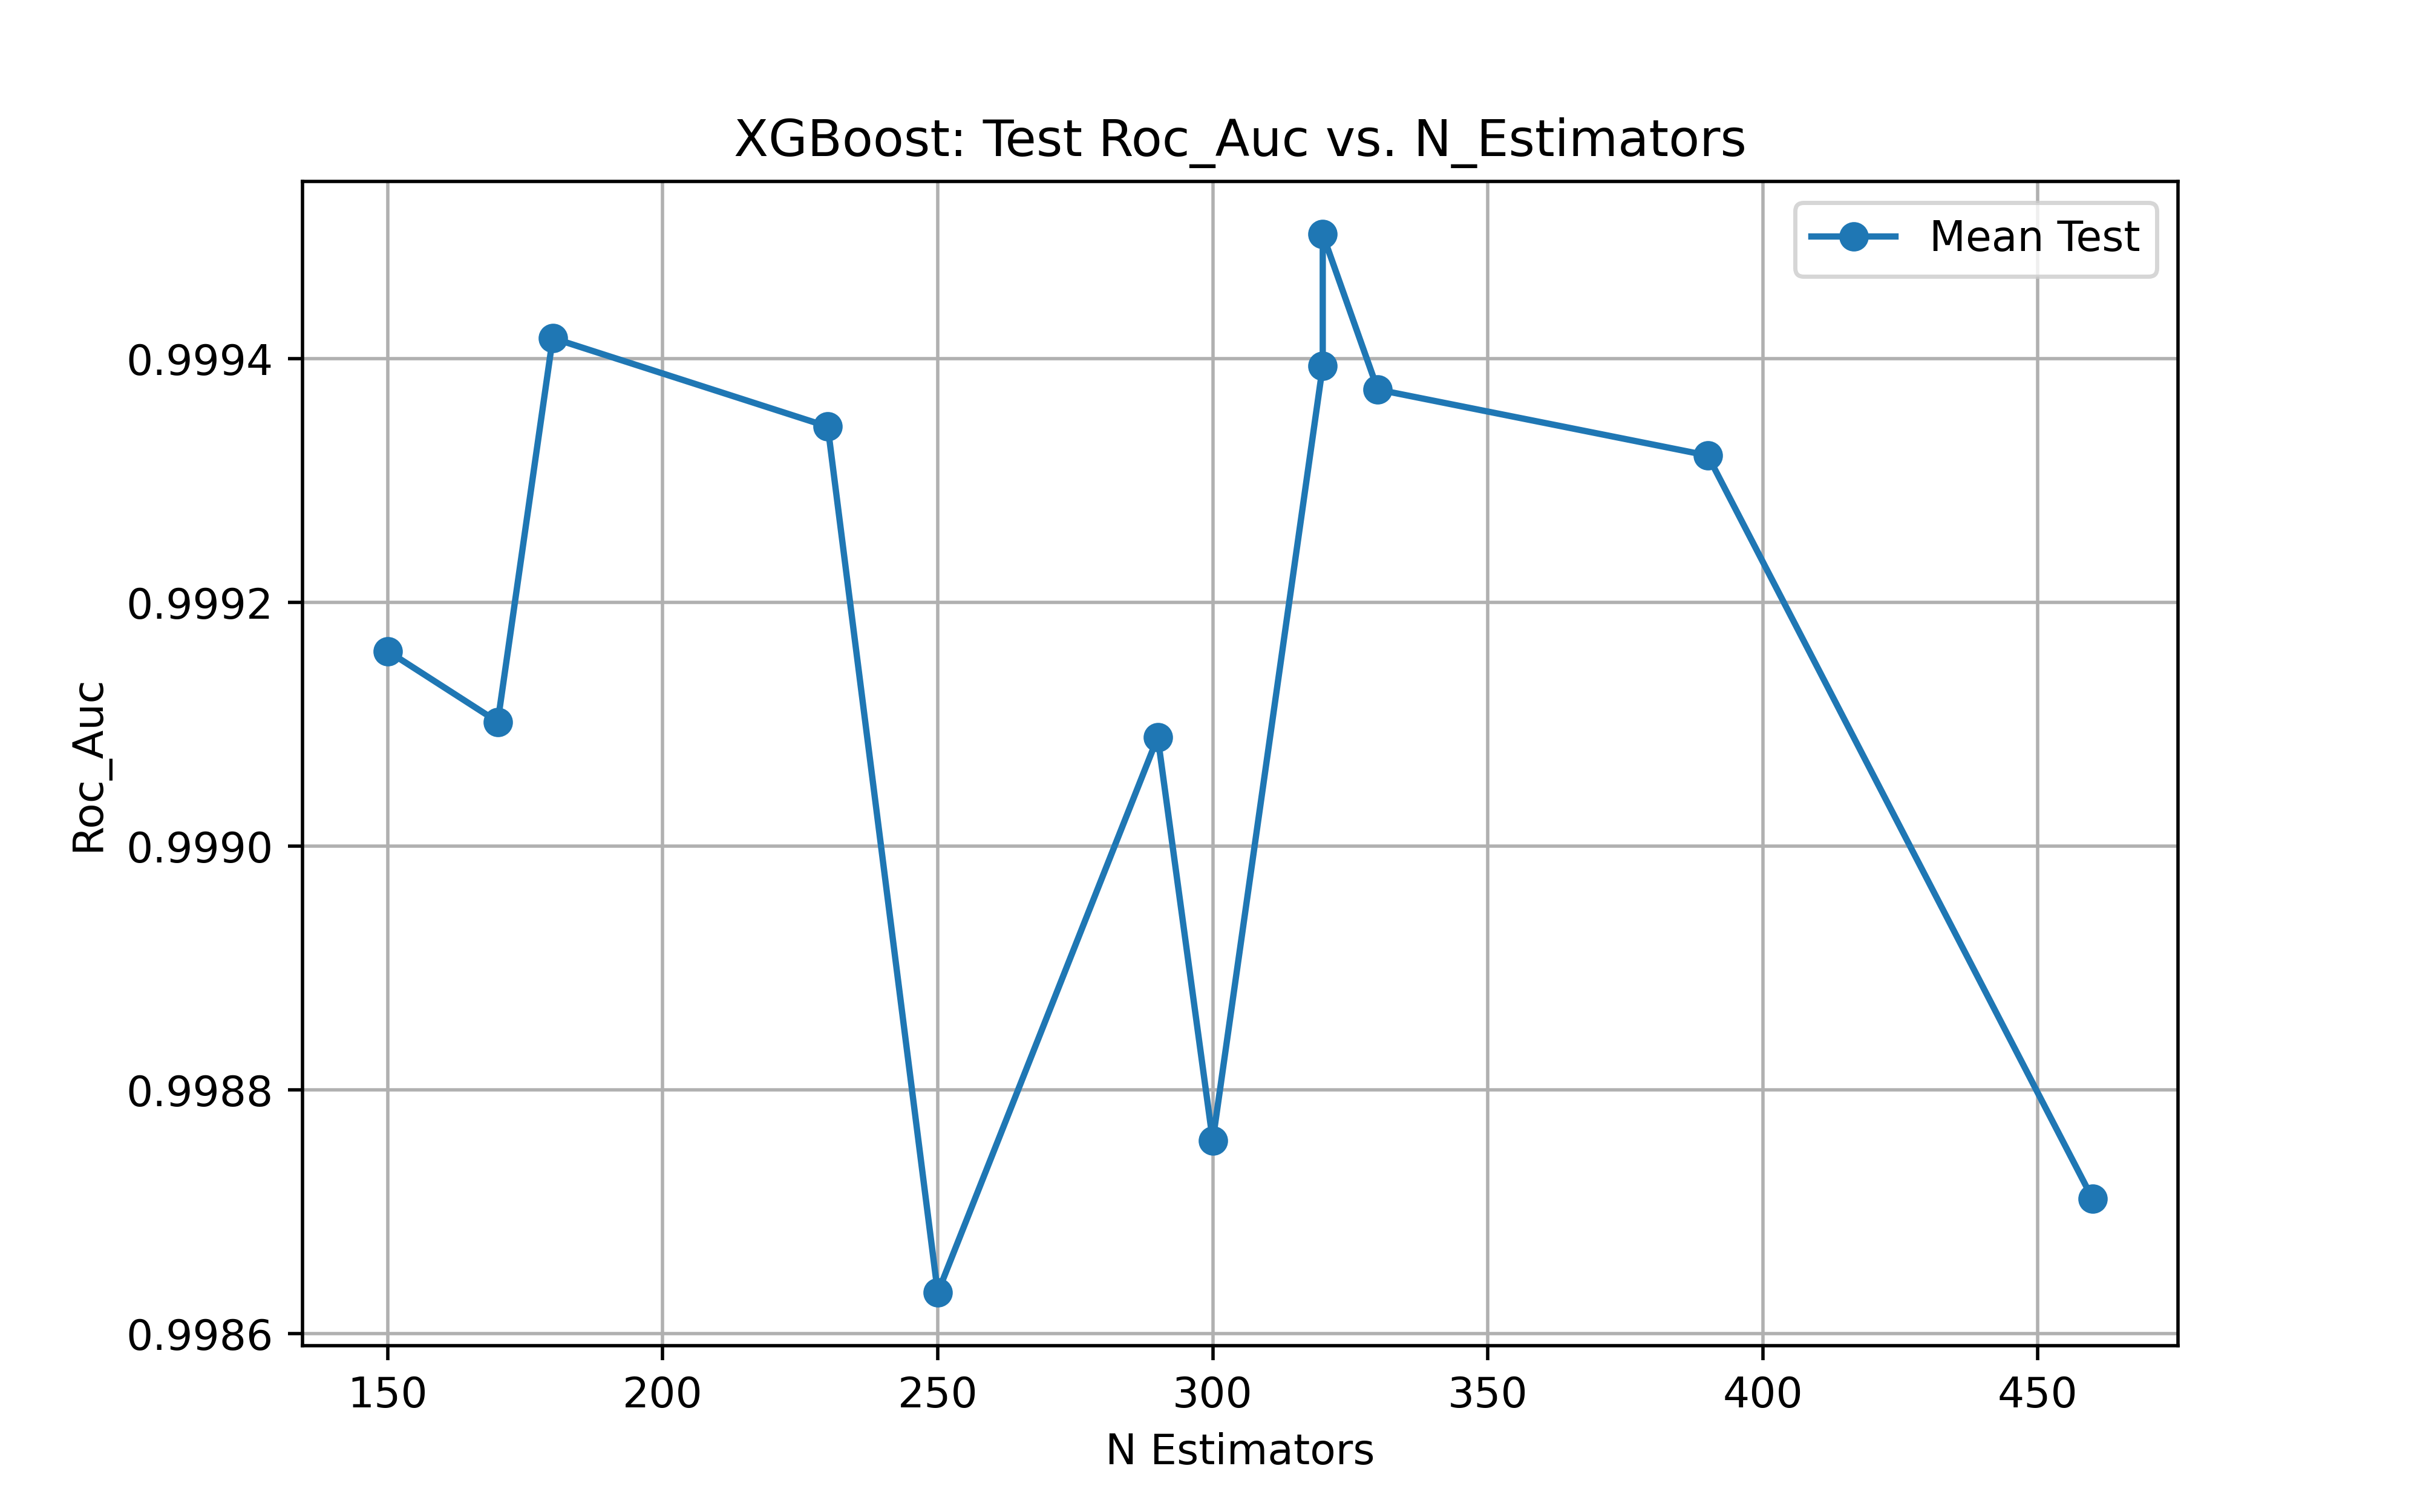 XGBoost: Test Roc_Auc vs. N_Estimators
Mean Test
Roc_Auc
0.9994
0.9992
0.9990
0.9988
0.9986
150 200 250 300 350 400 450
N Estimators